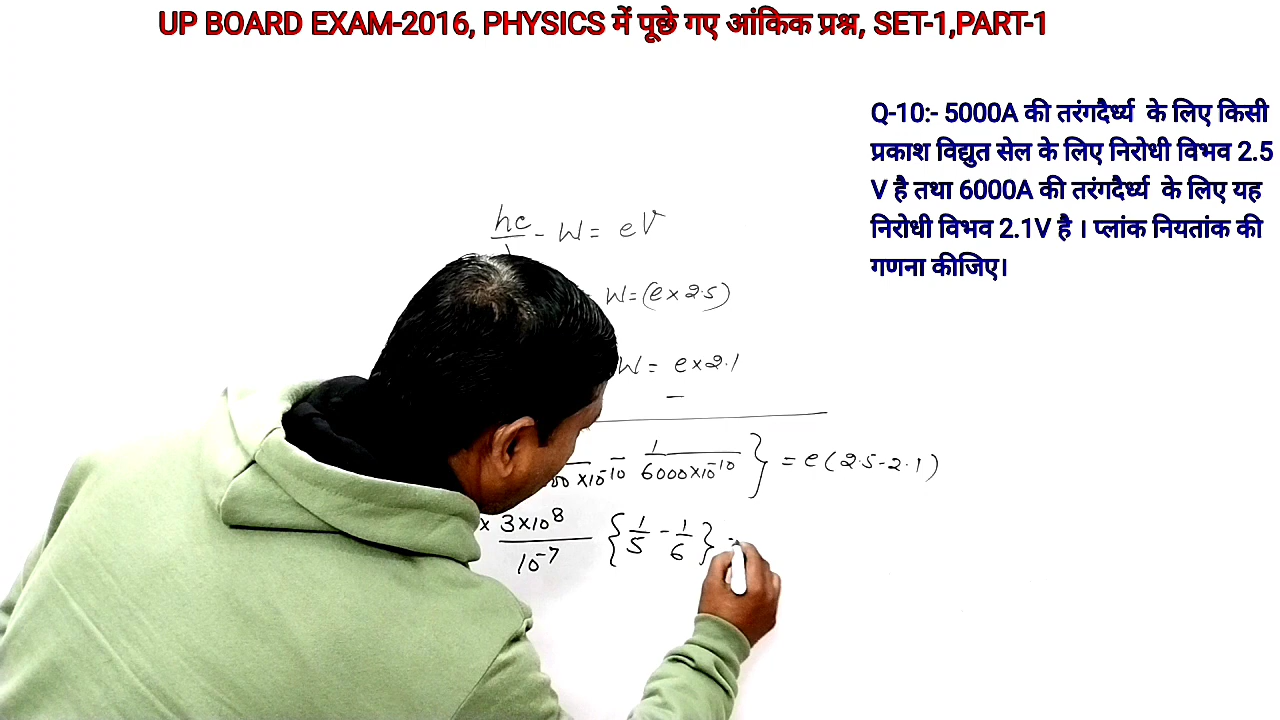 UP BOARD EXAM-2016, PHYSICS में पूछे गए आंकिक प्रश्न, SET-1,PART-1
Q-10:- 5000A की तरंगदैर्ध्य के लिए किसी
प्रकाश विद्युत सेल के लिए निरोधी विभव 2.5
V है तथा 6000A की तरंगदैर्ध्य के लिए यह
निरोधी विभव 2.1V है । प्लांक नियतांक की
गणना कीजिए।
hc/ - W = eV
W = (e×2.5)
W = e×2.1
−
×10⁻¹⁰ − 1/6000×10⁻¹⁰ } = e(2.5-2.1)
× 3×10⁸/10⁻⁷ {1/5 - 1/6}